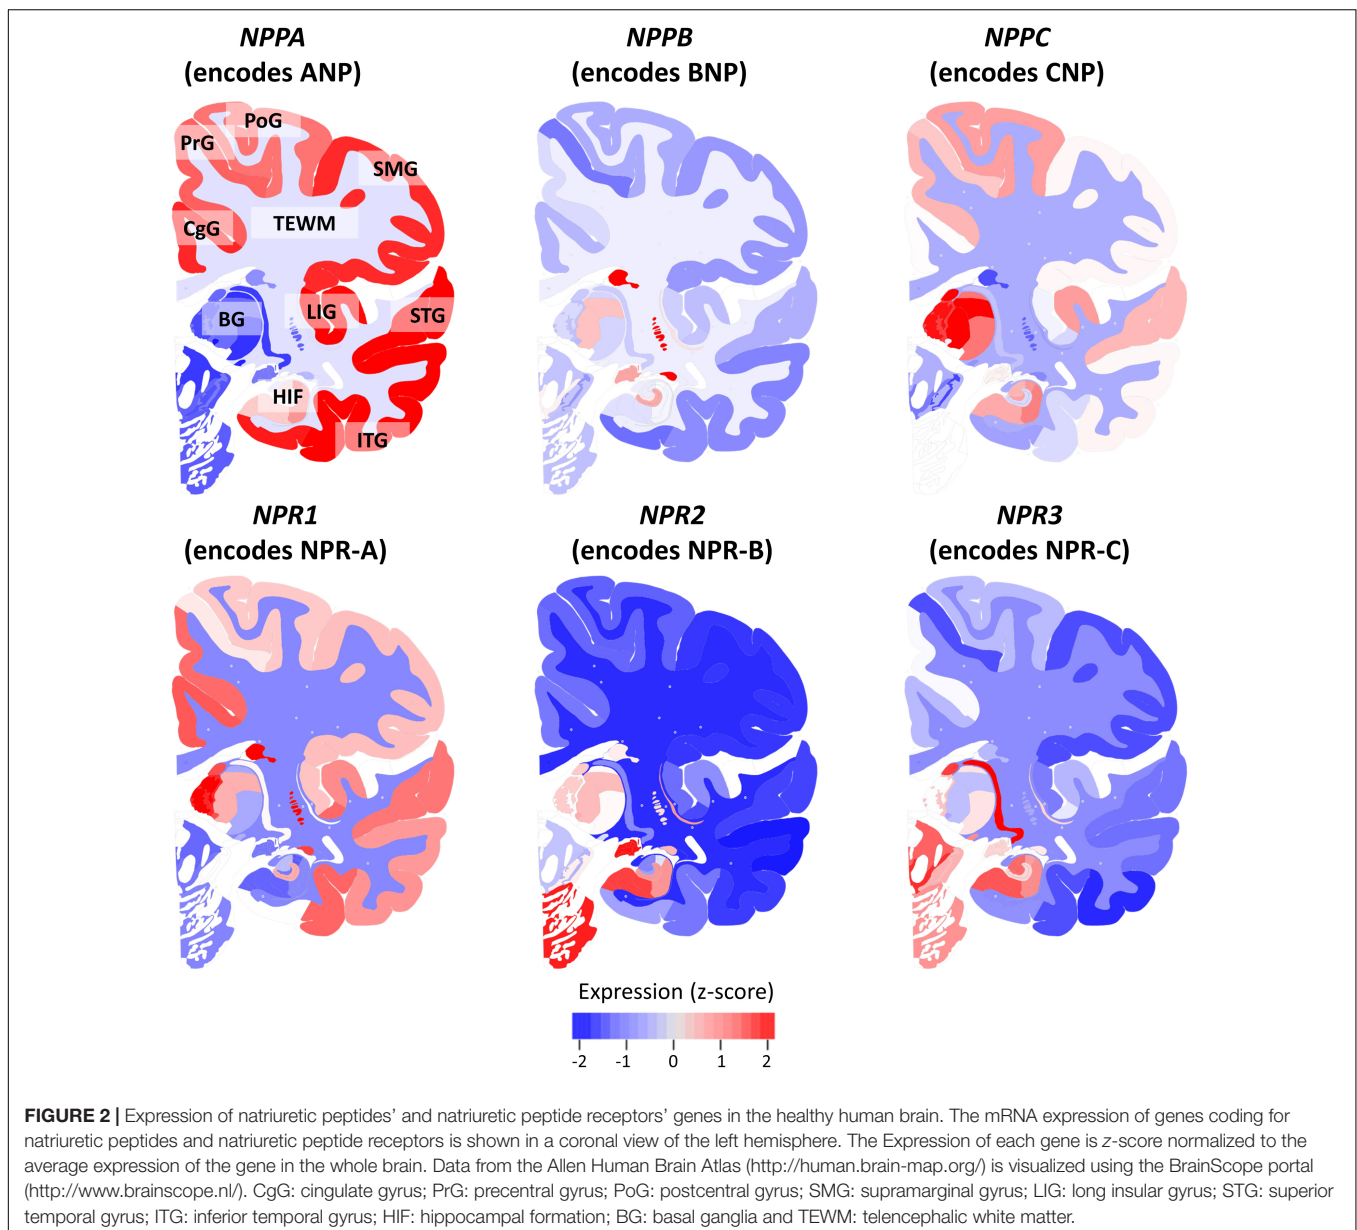 NPPA
(encodes ANP)
NPPB
(encodes BNP)
NPPC
(encodes CNP)
PoG
PrG
SMG
CgG
TEWM
BG
LIG
STG
HIF
ITG
NPR1
(encodes NPR-A)
NPR2
(encodes NPR-B)
NPR3
(encodes NPR-C)
Expression (z-score)
-2 -1 0 1 2
FIGURE 2 | Expression of natriuretic peptides' and natriuretic peptide receptors' genes in the healthy human brain. The mRNA expression of genes coding for
natriuretic peptides and natriuretic peptide receptors is shown in a coronal view of the left hemisphere. The Expression of each gene is z-score normalized to the
average expression of the gene in the whole brain. Data from the Allen Human Brain Atlas (http://human.brain-map.org/) is visualized using the BrainScope portal
(http://www.brainscope.nl/). CgG: cingulate gyrus; PrG: precentral gyrus; PoG: postcentral gyrus; SMG: supramarginal gyrus; LIG: long insular gyrus; STG: superior
temporal gyrus; ITG: inferior temporal gyrus; HIF: hippocampal formation; BG: basal ganglia and TEWM: telencephalic white matter.